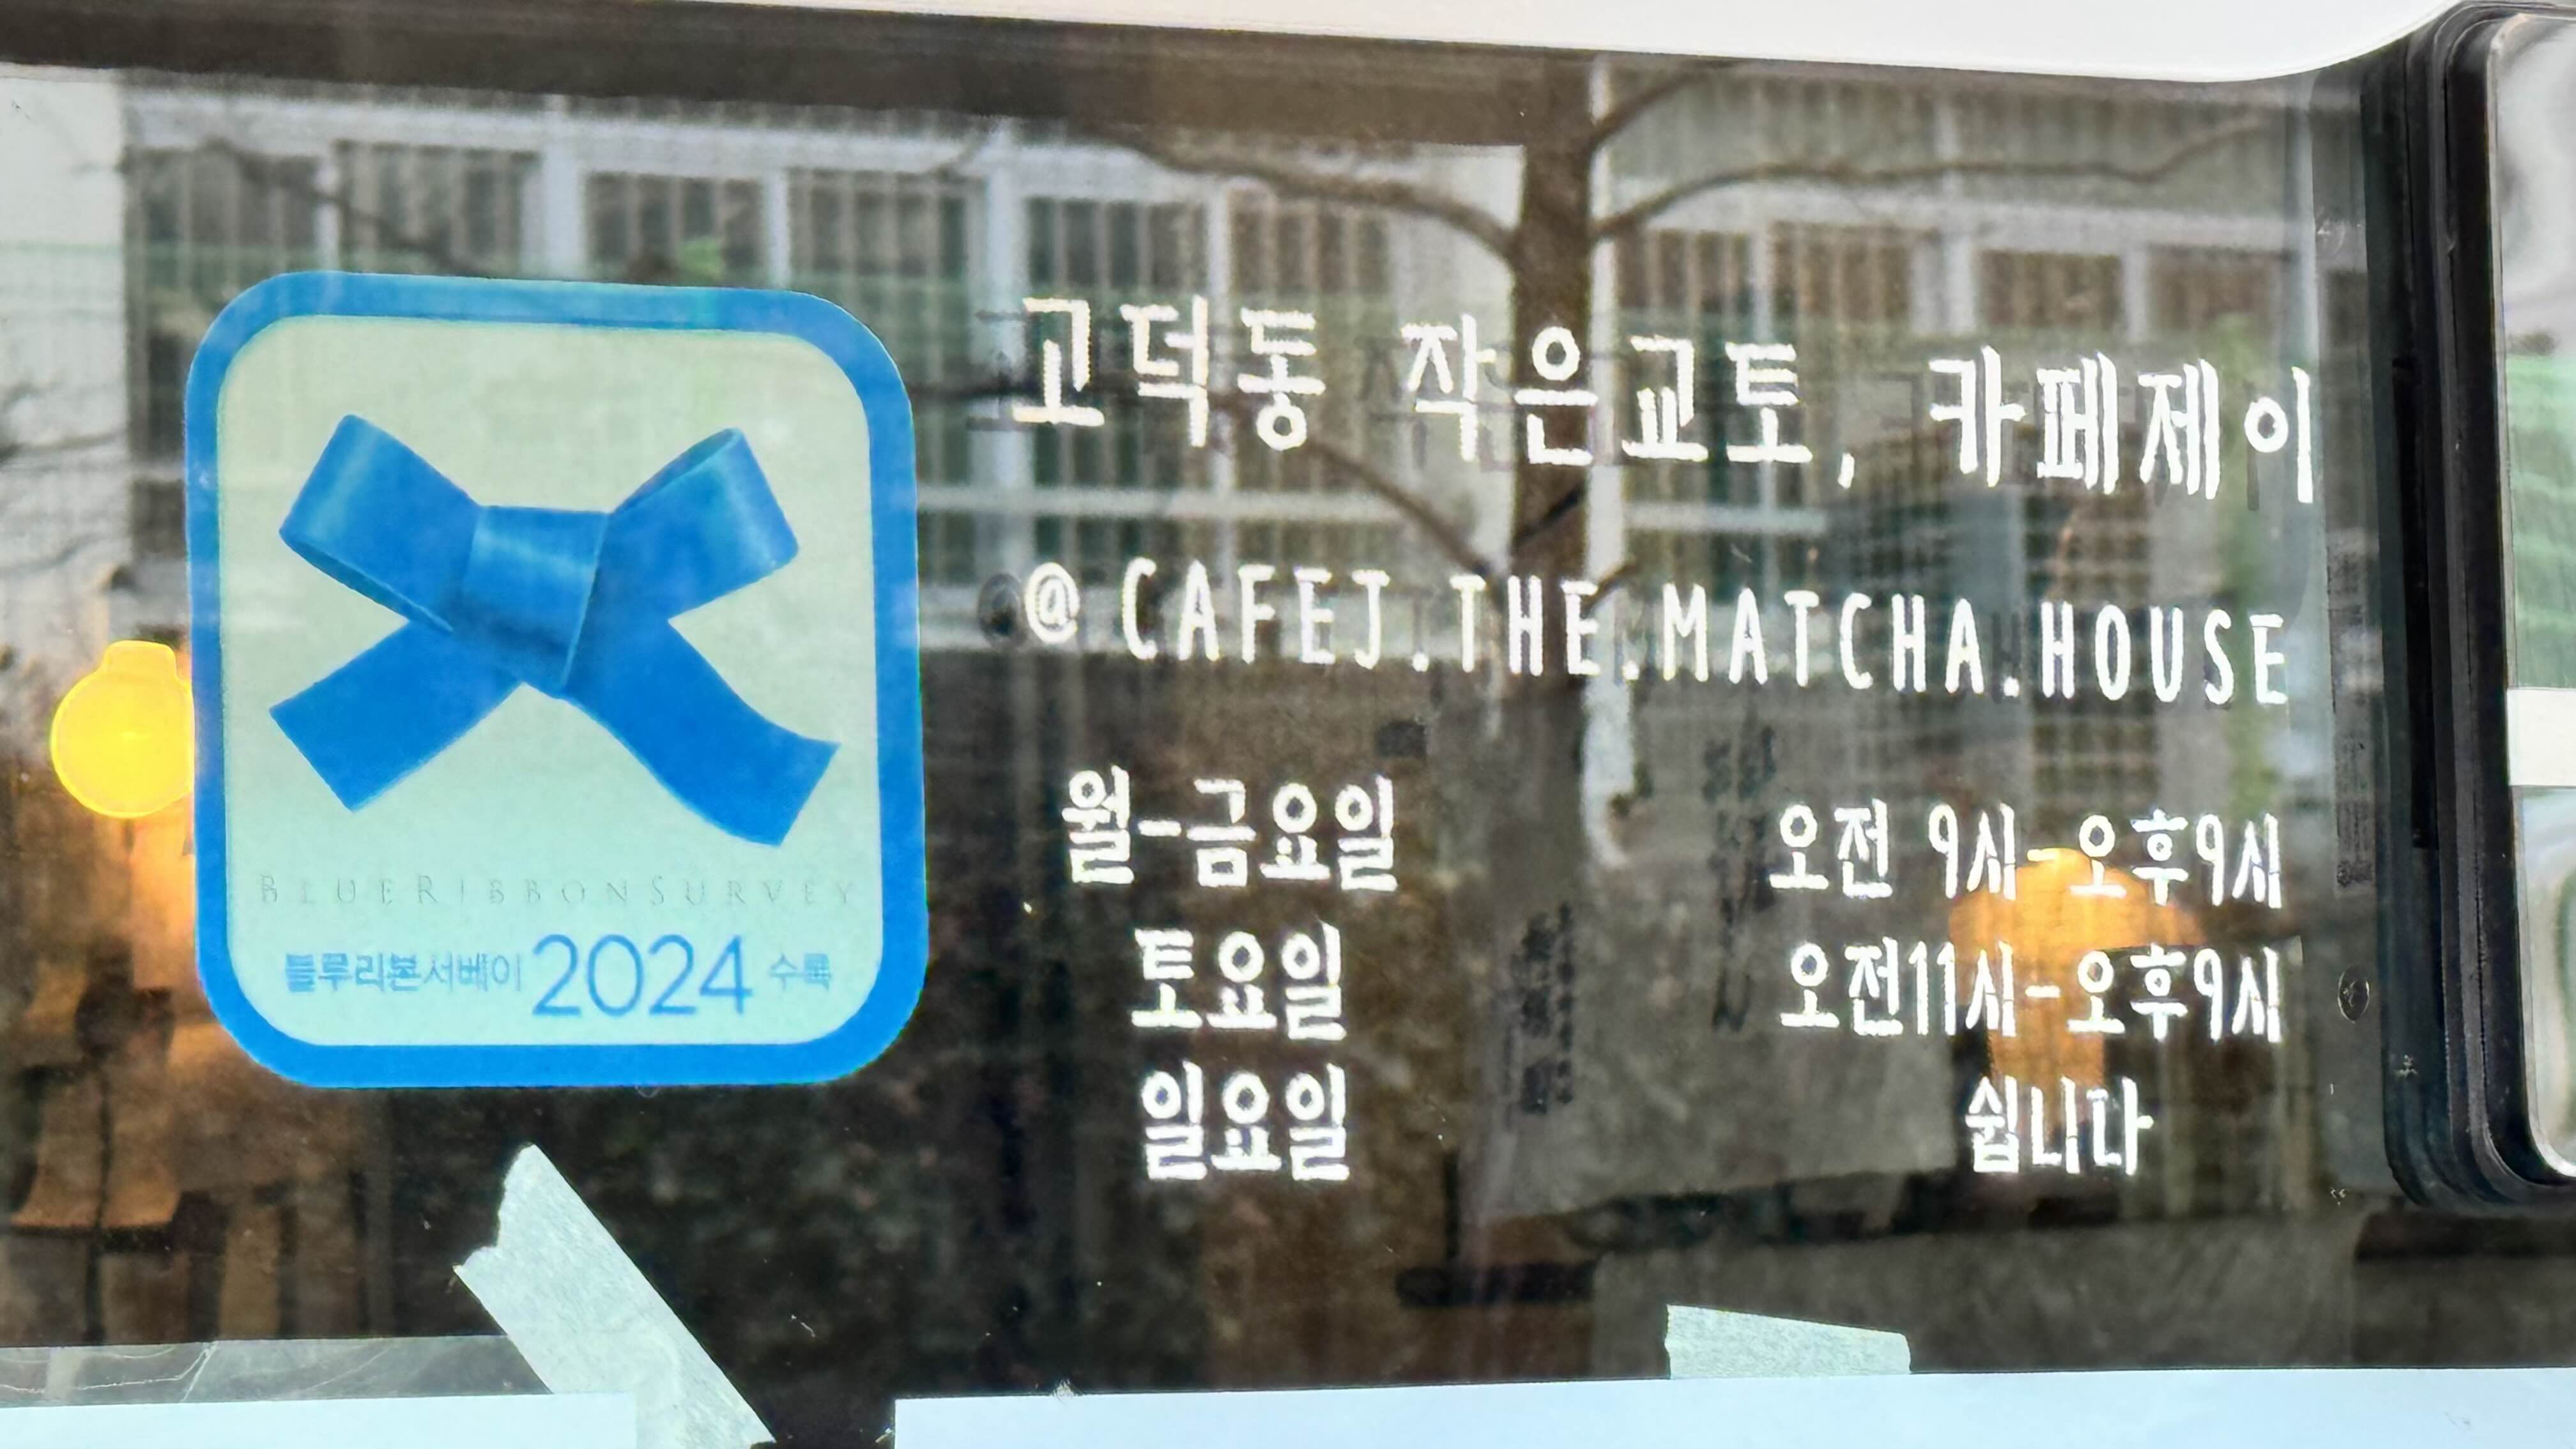 BLUERIBBONSURVEY
블루리본서베이 2024 수록
고덕동 작은교토, 카페제이
@CAFEJ.THE.MATCHA.HOUSE
월-금요일 오전 9시-오후9시
토요일 오전11시-오후9시
일요일 쉽니다